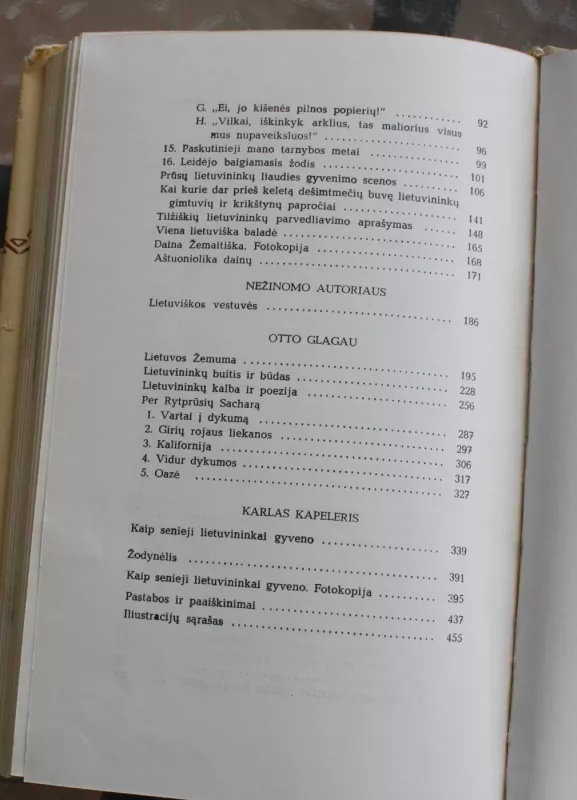 G. „Ei, jo kišenės pilnos popierių!“ ............ 92
H. „Vilkai, iškinkyk arklius, tas maliorius visus
mus nupaveiksluos!“ .................... 96
15. Paskutinieji mano tarnybos metai ............ 99
16. Leidėjo baigiamasis žodis .................... 101
Prūsų lietuvininkų liaudies gyvenimo scenos .......... 106
Kai kurie dar prieš keletą dešimtmečių buvę lietuvininkų
gimtuvių ir krikštynų papročiai .................... 141
Tilžiškių lietuvininkų parvedliavimo aprašymas ...... 148
Viena lietuviška baladė .................... 165
Daina Žemaitiška. Fotokopija .................... 168
Aštuoniolika dainų .................... 171
NEŽINOMO AUTORIAUS
Lietuviškos vestuvės .................... 186
OTTO GLAGAU
Lietuvos Žemuma .................... 195
Lietuvininkų buitis ir būdas .................... 228
Lietuvininkų kalba ir poezija .................... 256
Per Rytprūsių Sacharą
1. Vartai į dykumą .................... 287
2. Girių rojaus liekanos .................... 297
3. Kalifornija .................... 306
4. Vidur dykumos .................... 317
5. Oazė .................... 327
KARLAS KAPELERIS
Kaip senieji lietuvininkai gyveno .................... 339
Žodynėlis .................... 391
Kaip senieji lietuvininkai gyveno. Fotokopija .......... 395
Pastabos ir paaiškinimai .................... 437
Iliustracijų sąrašas .................... 455